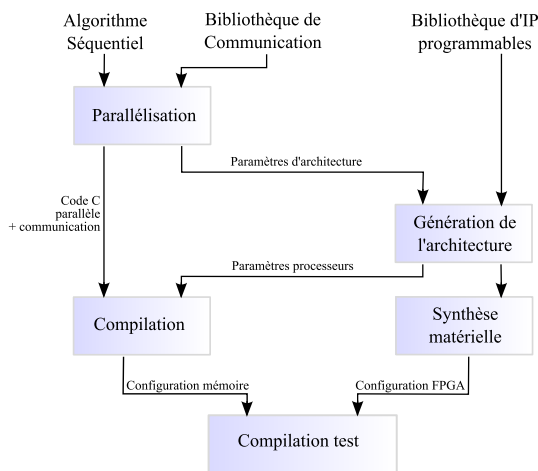 Algorithme
Séquentiel
Bibliothèque de
Communication
Bibliothèque d'IP
programmables
Parallélisation
Paramètres d'architecture
Code C
parallèle
+ communication
Génération de
l'architecture
Paramètres processeurs
Compilation
Synthèse
matérielle
Configuration mémoire
Configuration FPGA
Compilation test